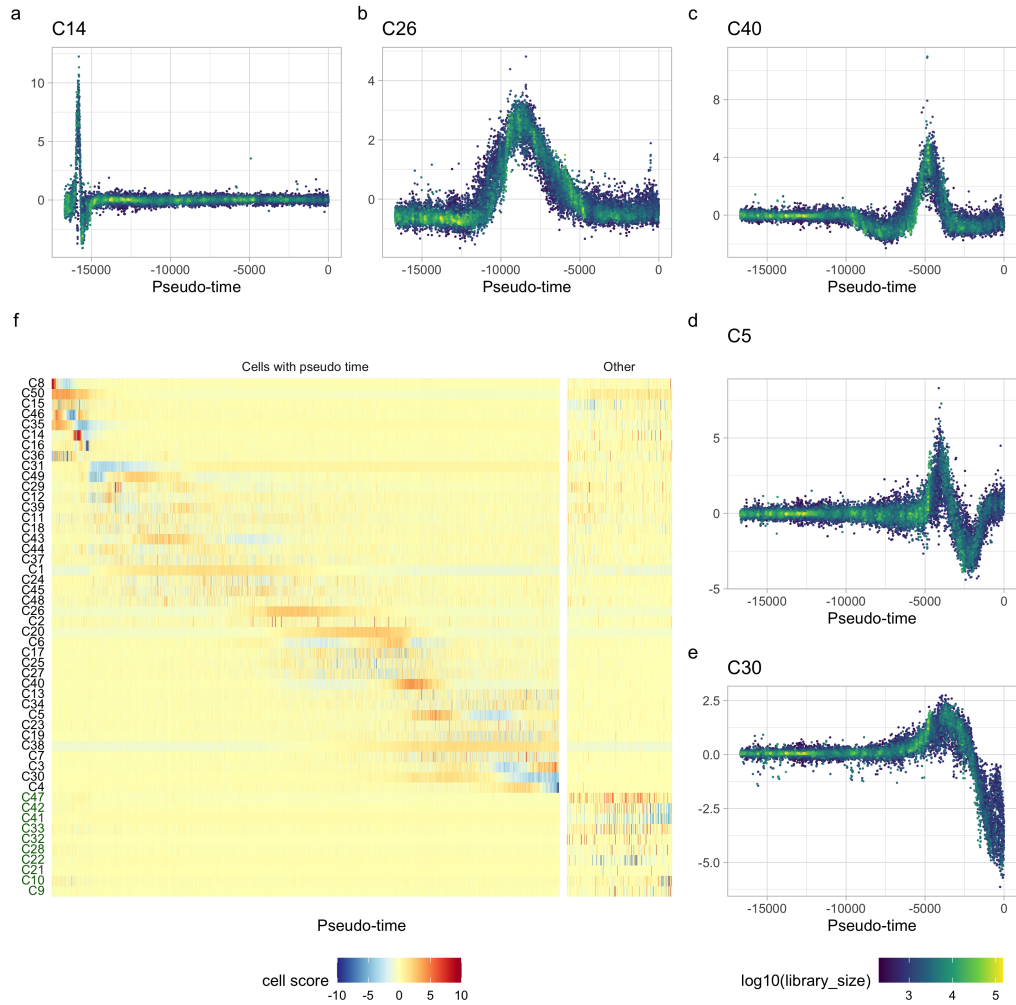 a
C14
10
5
0
-15000 -10000 -5000 0
Pseudo-time
b
C26
4
2
0
-15000 -10000 -5000 0
Pseudo-time
c
C40
8
4
0
-15000 -10000 -5000 0
Pseudo-time
d
C5
5
0
-5
-15000 -10000 -5000 0
Pseudo-time
e
C30
2.5
0.0
-2.5
-5.0
-15000 -10000 -5000 0
Pseudo-time
f
Cells with pseudo time
Other
C8
C50
C15
C46
C35
C14
C16
C36
C31
C49
C29
C12
C39
C11
C18
C43
C44
C37
C1
C24
C45
C48
C26
C2
C20
C6
C17
C25
C27
C40
C13
C34
C5
C23
C19
C38
C7
C3
C30
C4
C47
C42
C41
C33
C32
C28
C22
C21
C10
C9
Pseudo-time
cell score
-10 -5 0 5 10
log10(library_size)
3 4 5